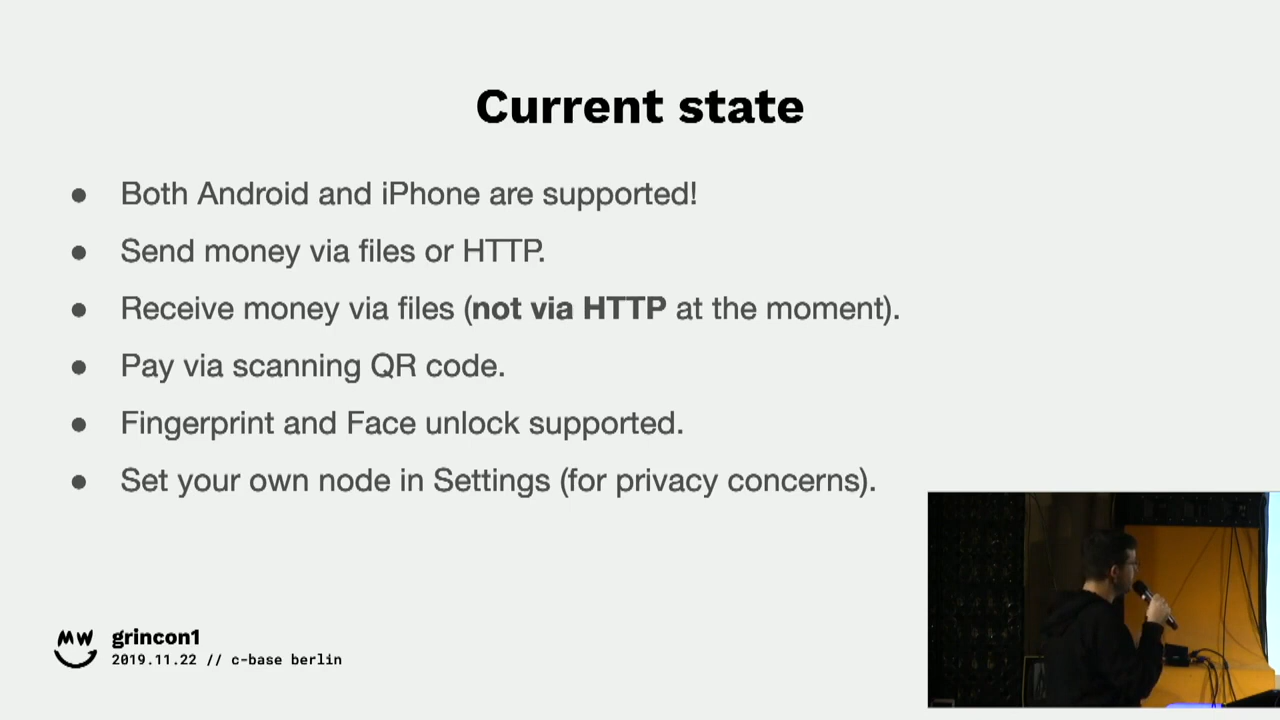 Current state
● Both Android and iPhone are supported!
● Send money via files or HTTP.
● Receive money via files (not via HTTP at the moment).
● Pay via scanning QR code.
● Fingerprint and Face unlock supported.
● Set your own node in Settings (for privacy concerns).
MW grincon1
2019.11.22 // c-base berlin